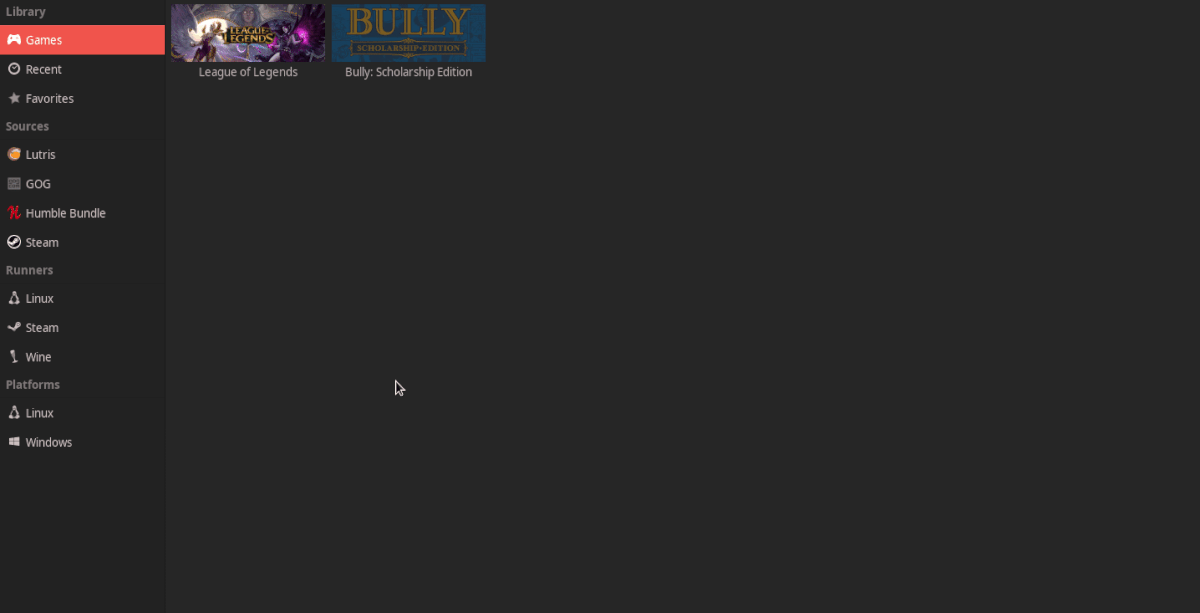 Library
Games
Recent
Favorites
Sources
Lutris
GOG
Humble Bundle
Steam
Runners
Linux
Steam
Wine
Platforms
Linux
Windows
LEAGUE
LEGENDS
League of Legends
BULLY
SCHOLARSHIP·EDITION
Bully: Scholarship Edition